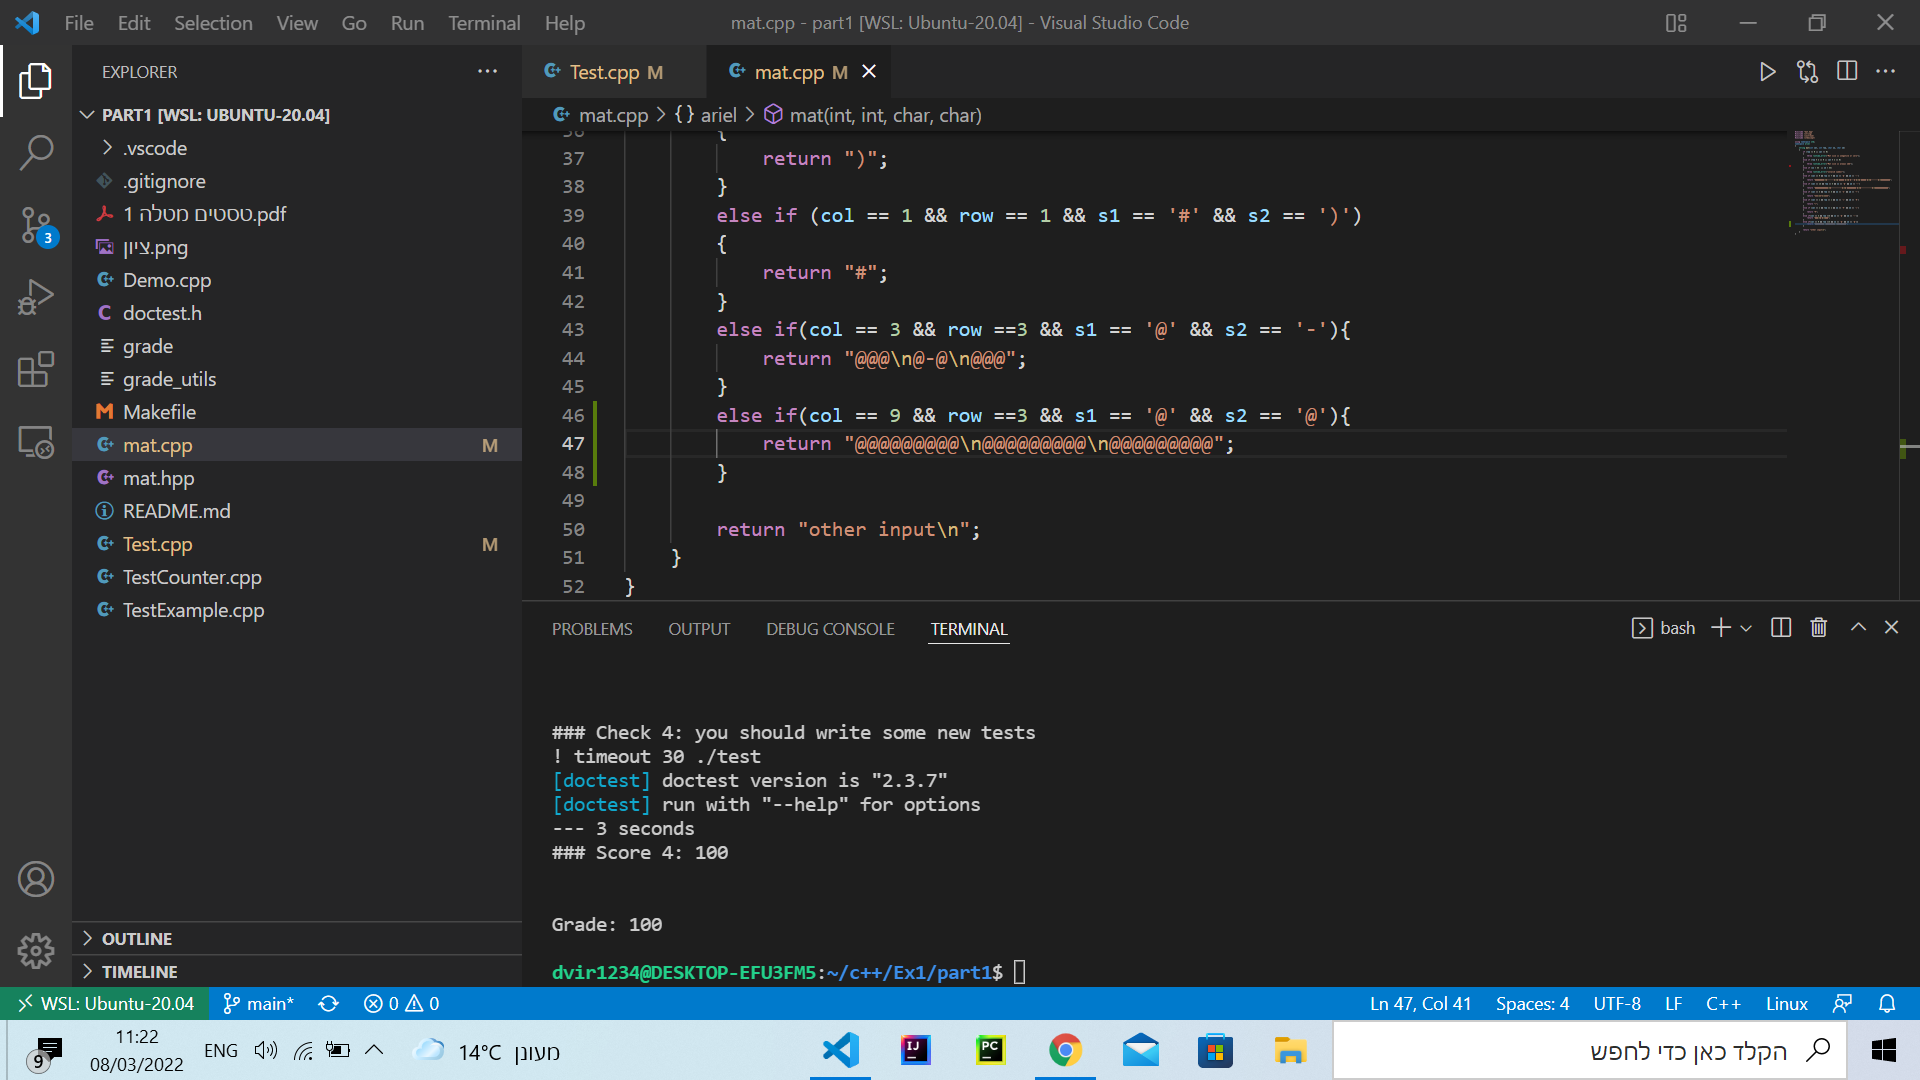 File Edit Selection View Go Run Terminal Help
mat.cpp - part1 [WSL: Ubuntu-20.04] - Visual Studio Code
EXPLORER
PART1 [WSL: UBUNTU-20.04]
.vscode
.gitignore
טסטים מטלה 1.pdf
ציון.png
Demo.cpp
doctest.h
grade
grade_utils
Makefile
mat.cpp M
mat.hpp
README.md
Test.cpp M
TestCounter.cpp
TestExample.cpp
OUTLINE
TIMELINE
3
Test.cpp M
mat.cpp M
mat.cpp > {} ariel > mat(int, int, char, char)
36 {
37 return ")";
38 }
39 else if (col == 1 && row == 1 && s1 == '#' && s2 == ')')
40 {
41 return "#";
42 }
43 else if(col == 3 && row ==3 && s1 == '@' && s2 == '-'){
44 return "@@@\n@-@\n@@@";
45 }
46 else if(col == 9 && row ==3 && s1 == '@' && s2 == '@'){
47 return "@@@@@@@@@\n@@@@@@@@@\n@@@@@@@@@";
48 }
49
50 return "other input\n";
51 }
52 }
PROBLEMS OUTPUT DEBUG CONSOLE TERMINAL
bash
### Check 4: you should write some new tests
! timeout 30 ./test
[doctest] doctest version is "2.3.7"
[doctest] run with "--help" for options
--- 3 seconds
### Score 4: 100
Grade: 100
dvir1234@DESKTOP-EFU3FM5:~/c++/Ex1/part1$
WSL: Ubuntu-20.04 main* 0 0
Ln 47, Col 41 Spaces: 4 UTF-8 LF C++ Linux
9
11:22
08/03/2022
ENG
14°C מעונן
IJ
PC
הקלד כאן כדי לחפש